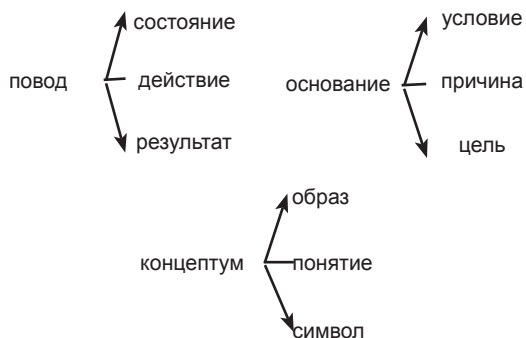 состояние
повод
действие
результат
условие
основание
причина
цель
образ
концептум
понятие
символ